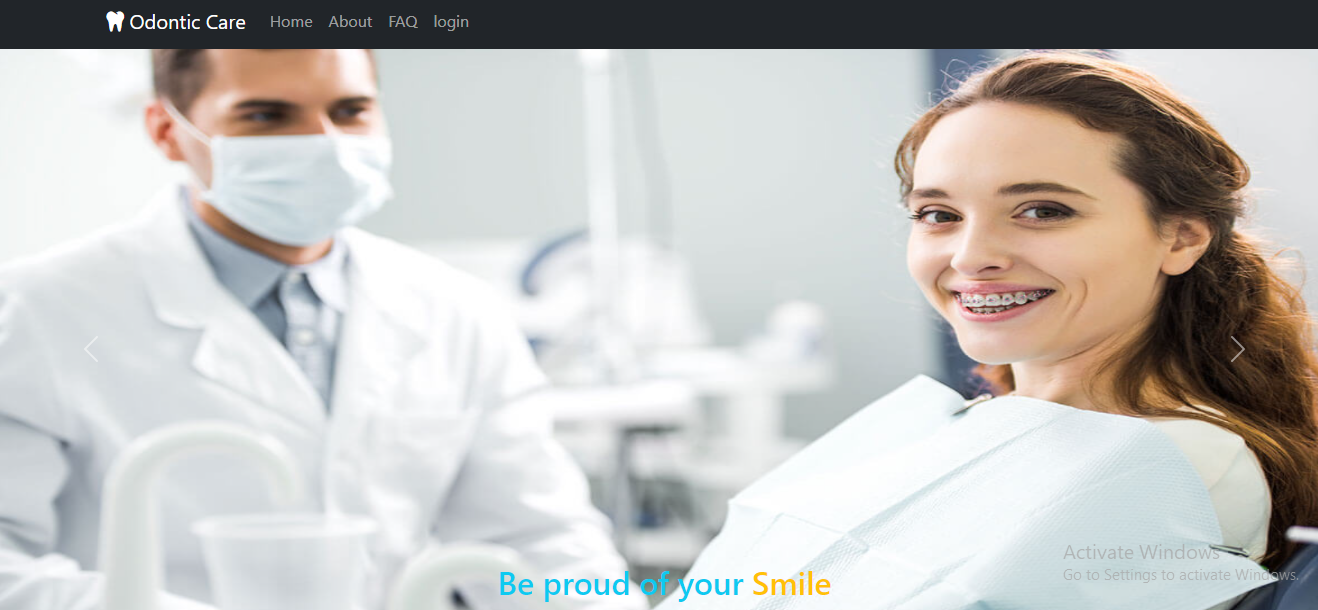 Odontic Care Home About FAQ login
Activate Windows
Go to Settings to activate Windows.
Be proud of your Smile